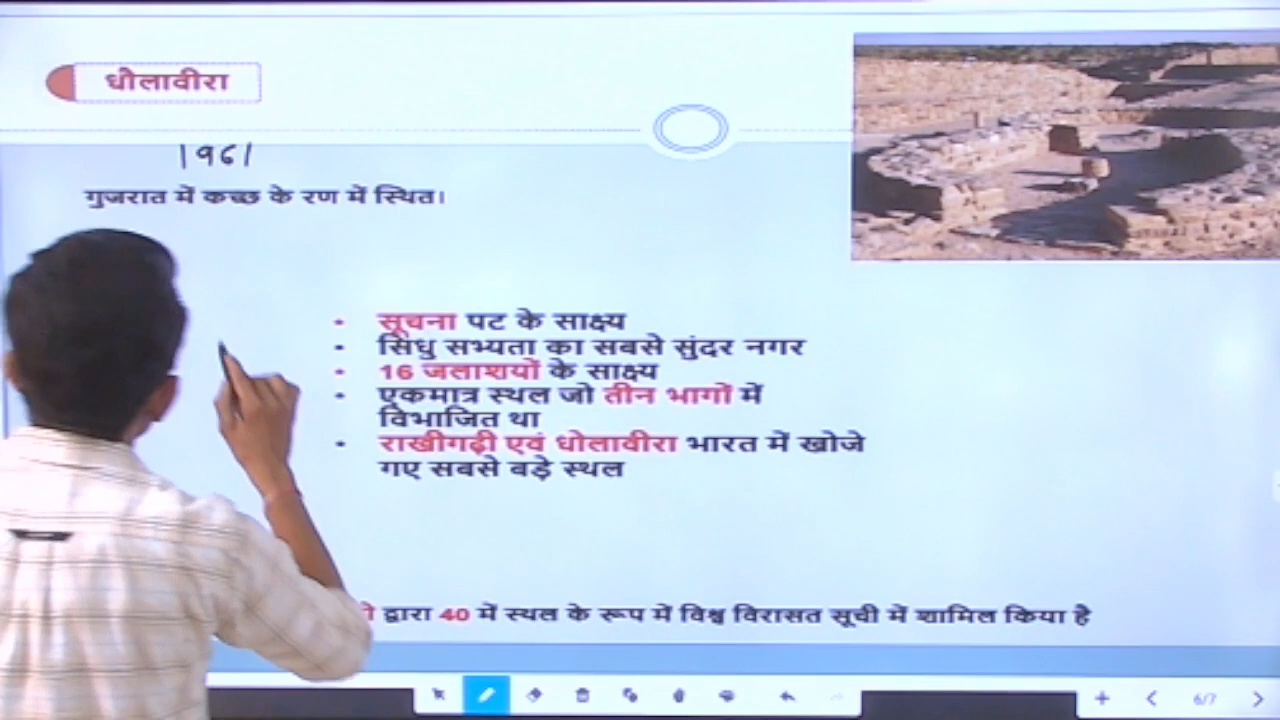 धौलावीरा
1961
गुजरात में कच्छ के रण में स्थित।
• सूचना पट के साक्ष्य
• सिंधु सभ्यता का सबसे सुंदर नगर
• 16 जलाशयों के साक्ष्य
• एकमात्र स्थल जो तीन भागों में
विभाजित था
• राखीगढ़ी एवं धोलावीरा भारत में खोजे
गए सबसे बड़े स्थल
द्वारा 40 में स्थल के रूप में विश्व विरासत सूची में शामिल किया है
6/7